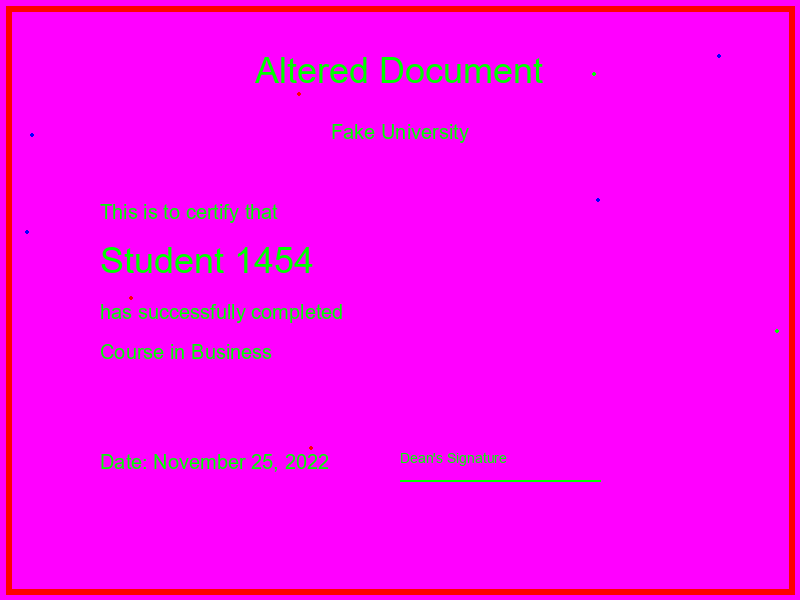 Altered Document
Fake University
This is to certify that
Student 1454
has successfully completed
Course in Business
Date: November 25, 2022
Dean's Signature